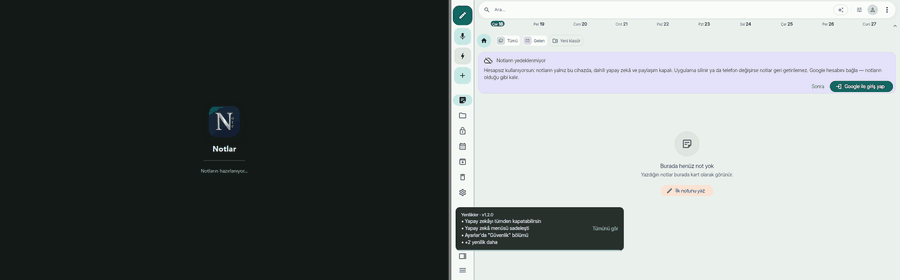 N
Notlar
Notların hazırlanıyor...
Ara...
Çar 18
Per 19
Cum 20
Cmt 21
Paz 22
Pzt 23
Sal 24
Çar 25
Per 26
Cum 27
Tümü
Gelen
Yeni klasör
Notların yedeklenmiyor
Hesapsız kullanıyorsun: notların yalnız bu cihazda, dahili yapay zekâ ve paylaşım kapalı. Uygulama silinir ya da telefon değişirse notlar geri getirilemez. Google hesabını bağla — notların olduğu gibi kalır.
Sonra
Google ile giriş yap
Burada henüz not yok
Yazdığın notlar burada kart olarak görünür.
İlk notunu yaz
Yenilikler · v1.2.0
• Yapay zekâyı tümden kapatabilirsin
• Yapay zekâ menüsü sadeleşti
• Ayarlar'da "Güvenlik" bölümü
• +2 yenilik daha
Tümünü gör